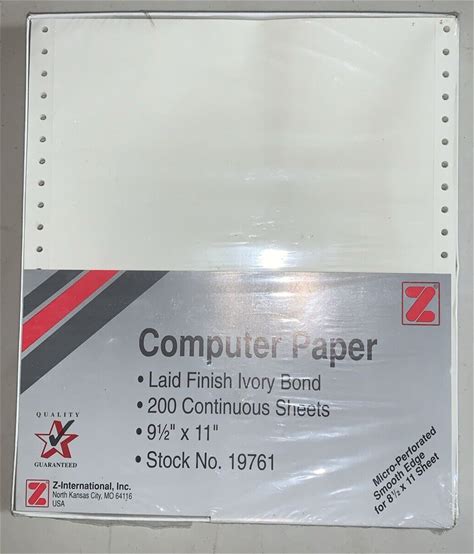 Z
Computer Paper
• Laid Finish Ivory Bond
• 200 Continuous Sheets
• 9½" x 11"
• Stock No. 19761
QUALITY
GUARANTEED
Micro-Perforated
Smooth Edge
for 8½ x 11 Sheet
Z
Z-International, Inc.
North Kansas City, MO 64116
USA